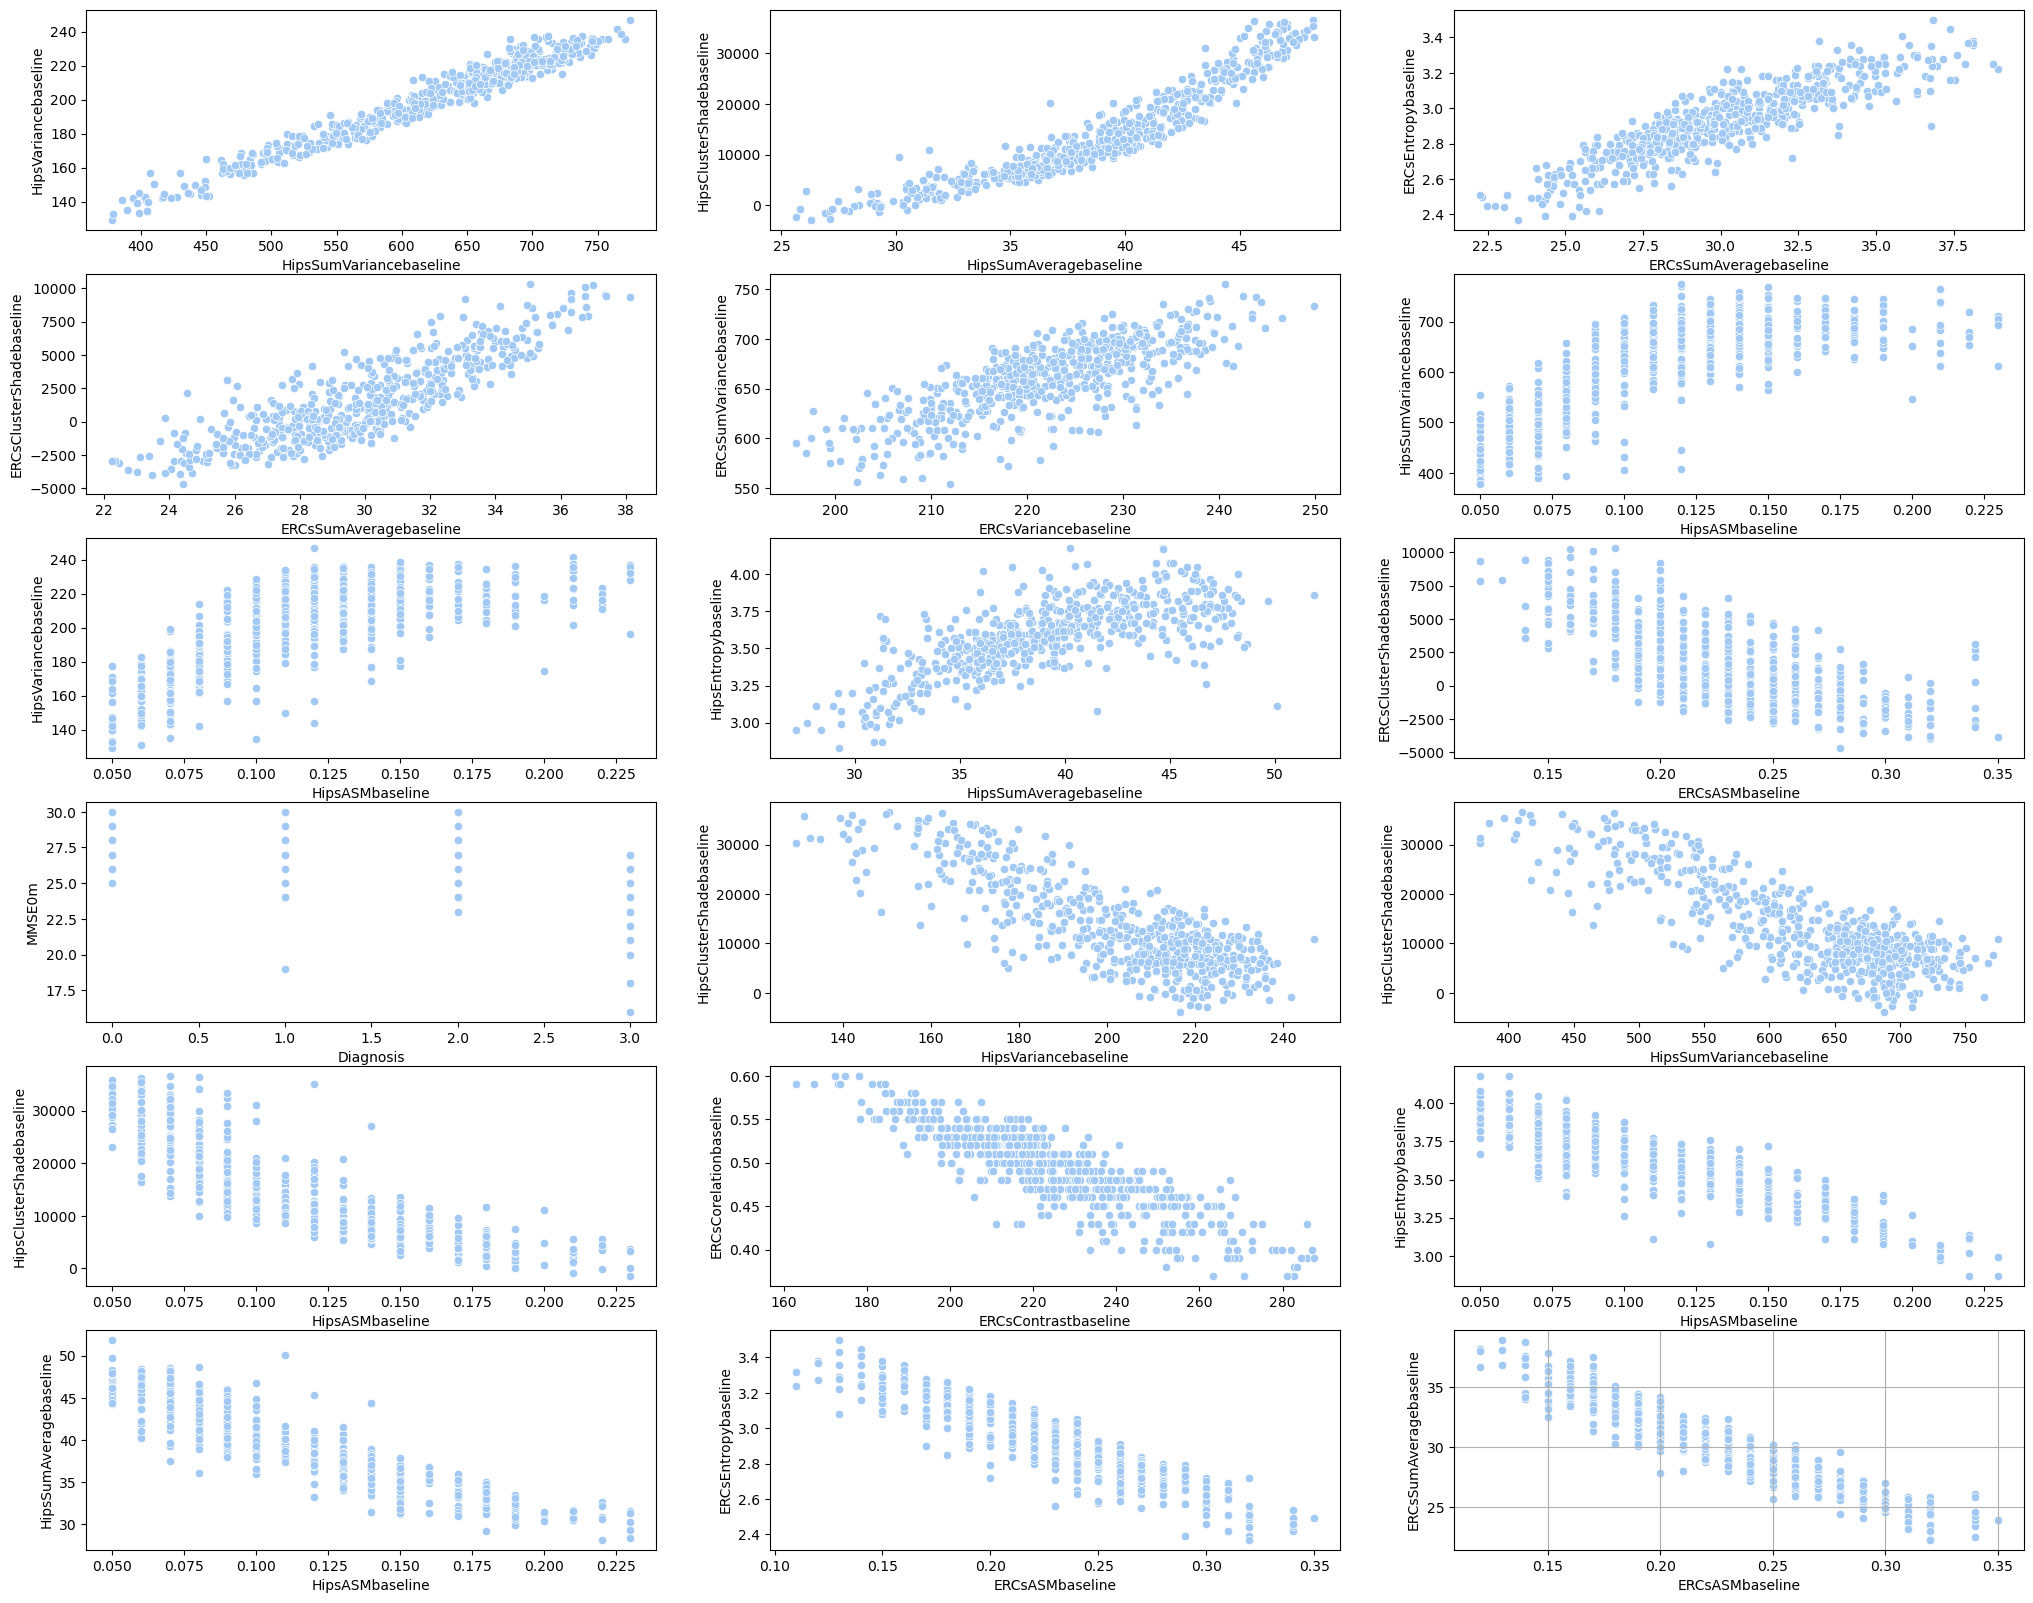 HipsVariancebaseline
240
220
200
180
160
140
400 450 500 550 600 650 700 750
HipsSumVariancebaseline
HipsClusterShadebaseline
30000
20000
10000
0
25 30 35 40 45
HipsSumAveragebaseline
ERCsEntropybaseline
3.4
3.2
3.0
2.8
2.6
2.4
22.5 25.0 27.5 30.0 32.5 35.0 37.5
ERCsSumAveragebaseline
ERCsClusterShadebaseline
10000
7500
5000
2500
0
−2500
−5000
22 24 26 28 30 32 34 36 38
ERCsSumAveragebaseline
ERCsSumVariancebaseline
750
700
650
600
550
200 210 220 230 240 250
ERCsVariancebaseline
HipsSumVariancebaseline
700
600
500
400
0.050 0.075 0.100 0.125 0.150 0.175 0.200 0.225
HipsASMbaseline
HipsVariancebaseline
240
220
200
180
160
140
0.050 0.075 0.100 0.125 0.150 0.175 0.200 0.225
HipsASMbaseline
HipsEntropybaseline
4.00
3.75
3.50
3.25
3.00
30 35 40 45 50
HipsSumAveragebaseline
ERCsClusterShadebaseline
10000
7500
5000
2500
0
−2500
−5000
0.15 0.20 0.25 0.30 0.35
ERCsASMbaseline
MMSE0m
30.0
27.5
25.0
22.5
20.0
17.5
0.0 0.5 1.0 1.5 2.0 2.5 3.0
Diagnosis
HipsClusterShadebaseline
30000
20000
10000
0
140 160 180 200 220 240 260
HipsVariancebaseline
HipsClusterShadebaseline
30000
20000
10000
0
400 450 500 550 600 650 700 750
HipsSumVariancebaseline
HipsClusterShadebaseline
30000
20000
10000
0
0.050 0.075 0.100 0.125 0.150 0.175 0.200 0.225
HipsASMbaseline
ERCsCorelationbaseline
0.60
0.55
0.50
0.45
0.40
160 180 200 220 240 260 280
ERCsContrastbaseline
HipsEntropybaseline
4.00
3.75
3.50
3.25
3.00
0.050 0.075 0.100 0.125 0.150 0.175 0.200 0.225
HipsASMbaseline
HipsSumAveragebaseline
50
45
40
35
30
0.050 0.075 0.100 0.125 0.150 0.175 0.200 0.225
HipsASMbaseline
ERCsEntropybaseline
3.4
3.2
3.0
2.8
2.6
2.4
0.10 0.15 0.20 0.25 0.30 0.35
ERCsASMbaseline
ERCsSumAveragebaseline
35
30
25
0.15 0.20 0.25 0.30 0.35
ERCsASMbaseline